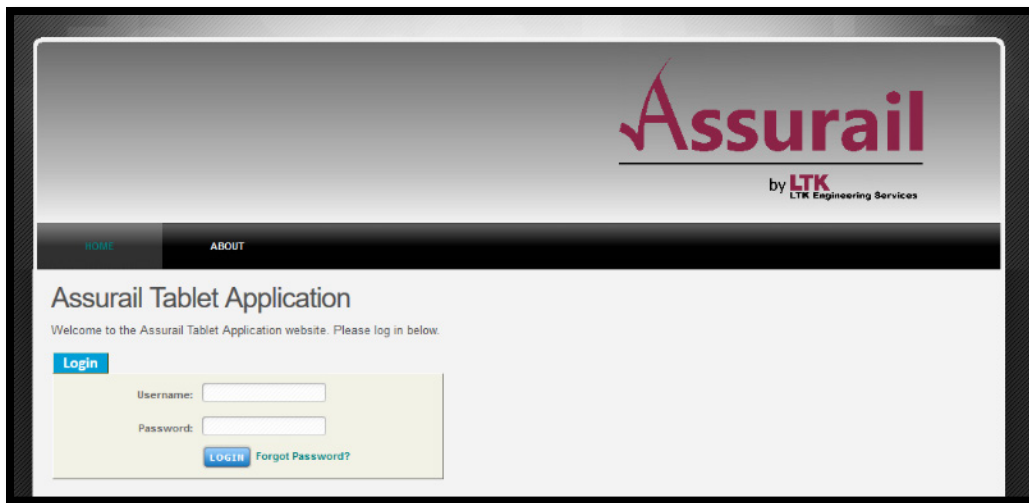 Assurail
by LTK
LTK Engineering Services
HOME ABOUT
Assurail Tablet Application
Welcome to the Assurail Tablet Application website. Please log in below.
Login
Username:
Password:
LOGIN Forgot Password?